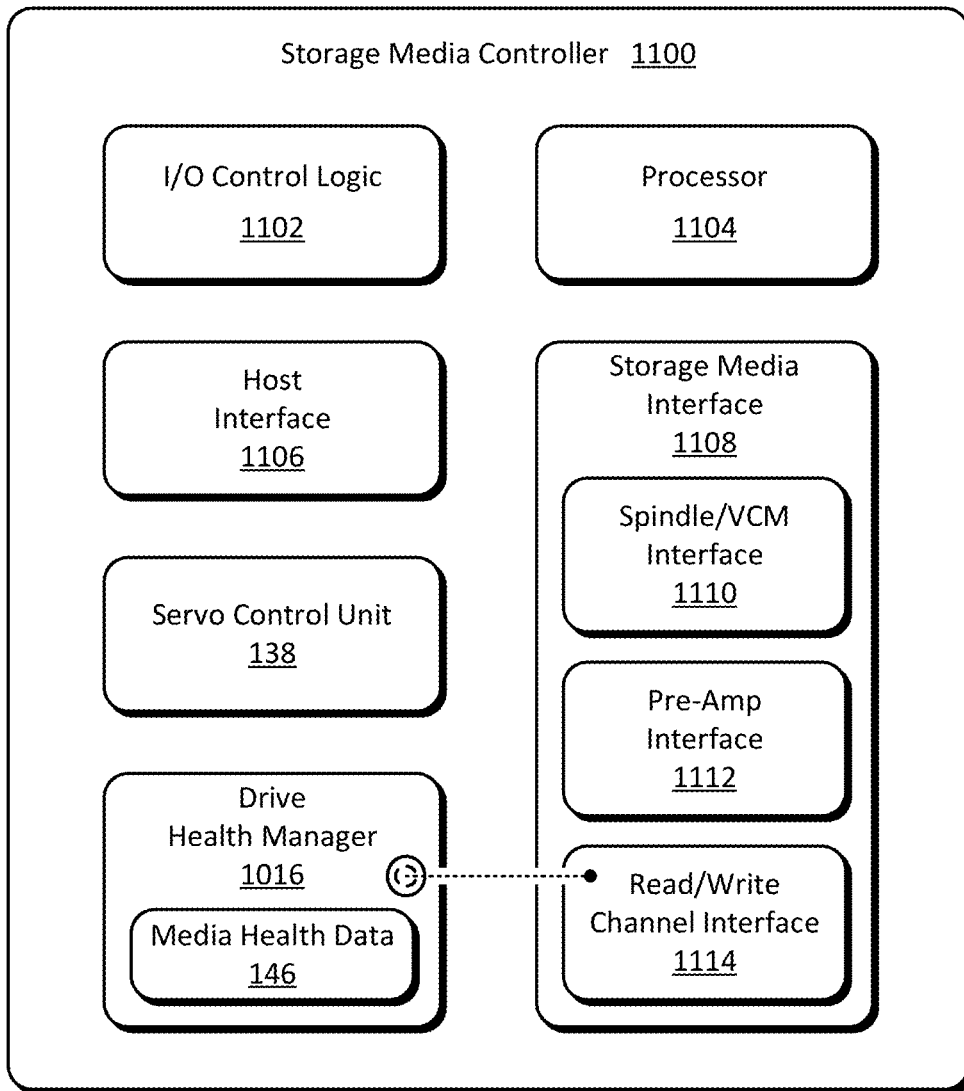 Storage Media Controller 1100
I/O Control Logic
1102
Processor
1104
Host
Interface
1106
Storage Media
Interface
1108
Spindle/VCM
Interface
1110
Servo Control Unit
138
Pre-Amp
Interface
1112
Drive
Health Manager
1016
Media Health Data
146
Read/Write
Channel Interface
1114